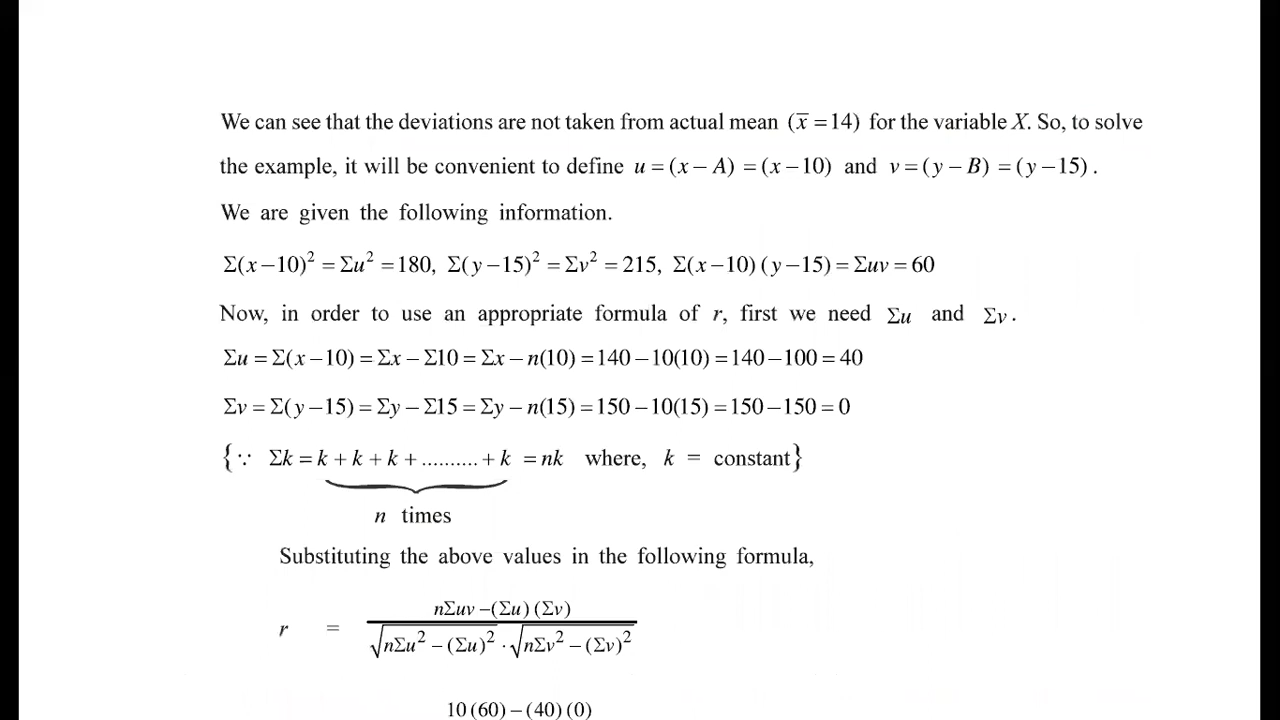 We can see that the deviations are not taken from actual mean (x̅ = 14) for the variable X. So, to solve
the example, it will be convenient to define u = (x – A) = (x – 10) and v = (y – B) = (y – 15) .
We are given the following information.
Σ(x – 10)² = Σu² = 180, Σ(y – 15)² = Σv² = 215, Σ(x – 10) (y – 15) = Σuv = 60
Now, in order to use an appropriate formula of r, first we need Σu and Σv .
Σu = Σ(x – 10) = Σx – Σ10 = Σx – n(10) = 140 – 10(10) = 140 – 100 = 40
Σv = Σ(y – 15) = Σy – Σ15 = Σy – n(15) = 150 – 10(15) = 150 – 150 = 0
{∵ Σk = k + k + k + .......... + k = nk where, k = constant}
n times
Substituting the above values in the following formula,
nΣuv – (Σu) (Σv)
r =
√nΣu² – (Σu)² · √nΣv² – (Σv)²
10 (60) – (40) (0)